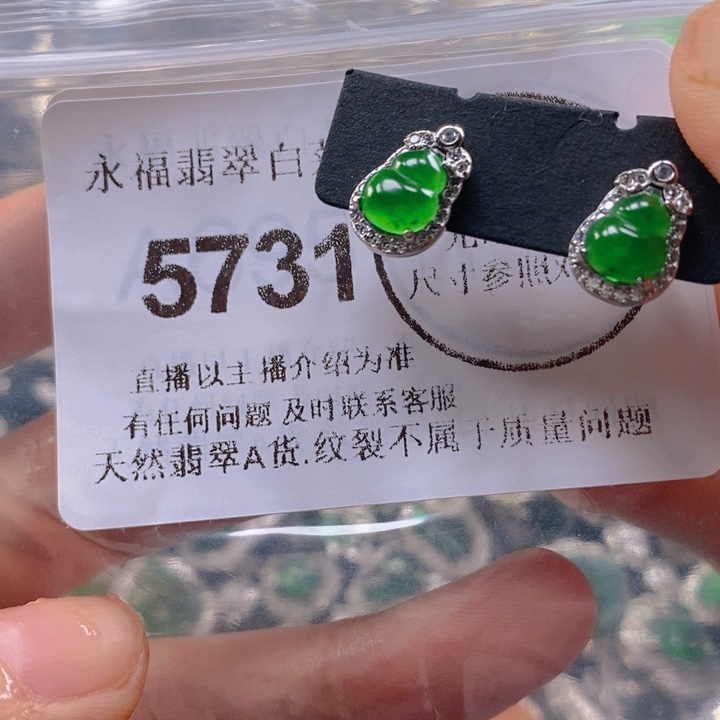 永福翡翠白
5731
尺寸参照
直播以主播介绍为准
有任何问题 及时联系客服
天然翡翠A货.纹裂不属于质量问题